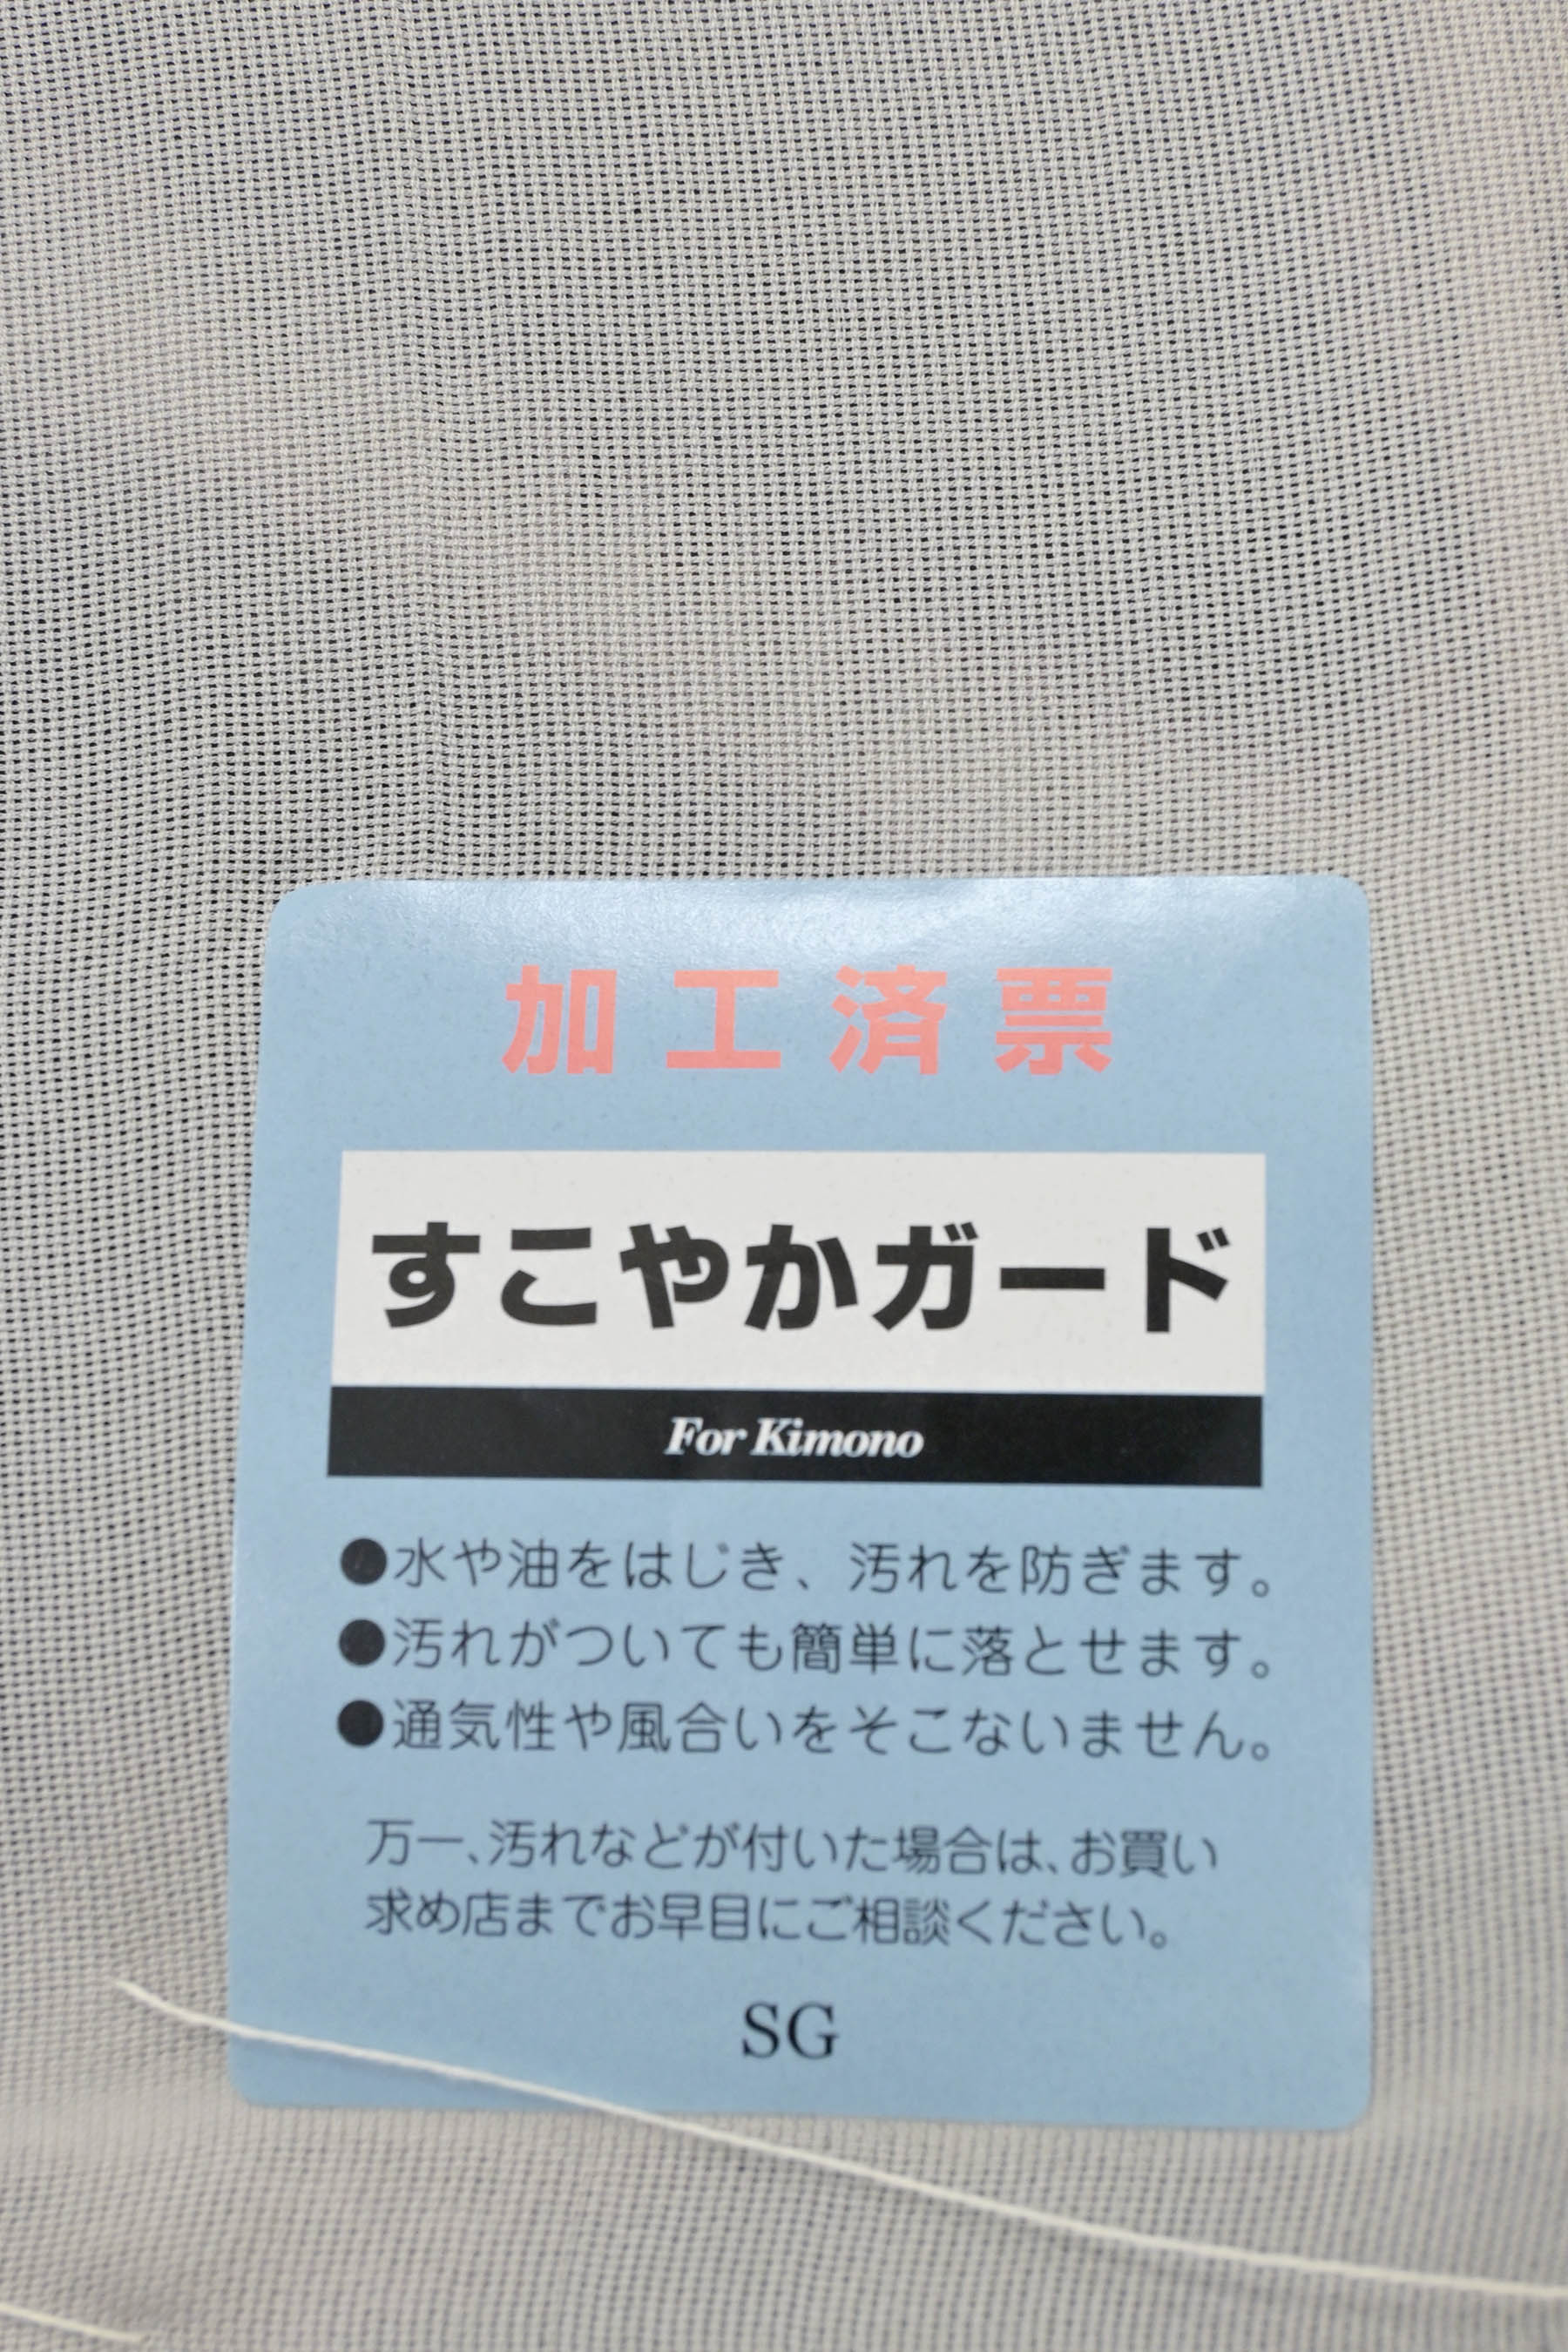 加工済票
すこやかガード
For Kimono
●水や油をはじき、汚れを防ぎます。
●汚れがついても簡単に落とせます。
●通気性や風合いをそこないません。
万一、汚れなどが付いた場合は、お買い
求め店までお早目にご相談ください。
SG